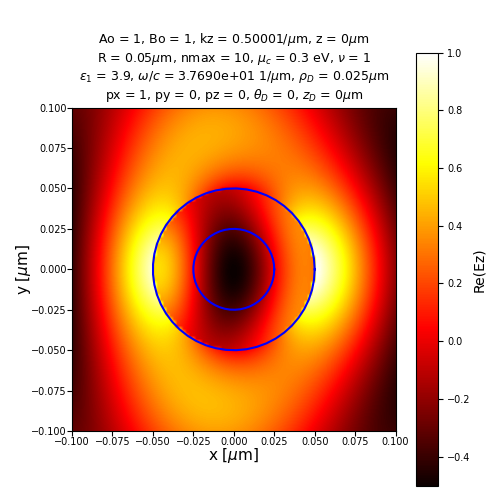 Ao = 1, Bo = 1, kz = 0.50001/μm, z = 0μm
R = 0.05μm, nmax = 10, μc = 0.3 eV, ν = 1
ε1 = 3.9, ω/c = 3.7690e+01 1/μm, ρD = 0.025μm
px = 1, py = 0, pz = 0, θD = 0, zD = 0μm
0.100
0.075
0.050
0.025
0.000
−0.025
−0.050
−0.075
−0.100
y [μm]
−0.100 −0.075 −0.050 −0.025 0.000 0.025 0.050 0.075 0.100
x [μm]
1.0
0.8
0.6
0.4
0.2
0.0
−0.2
−0.4
Re(Ez)